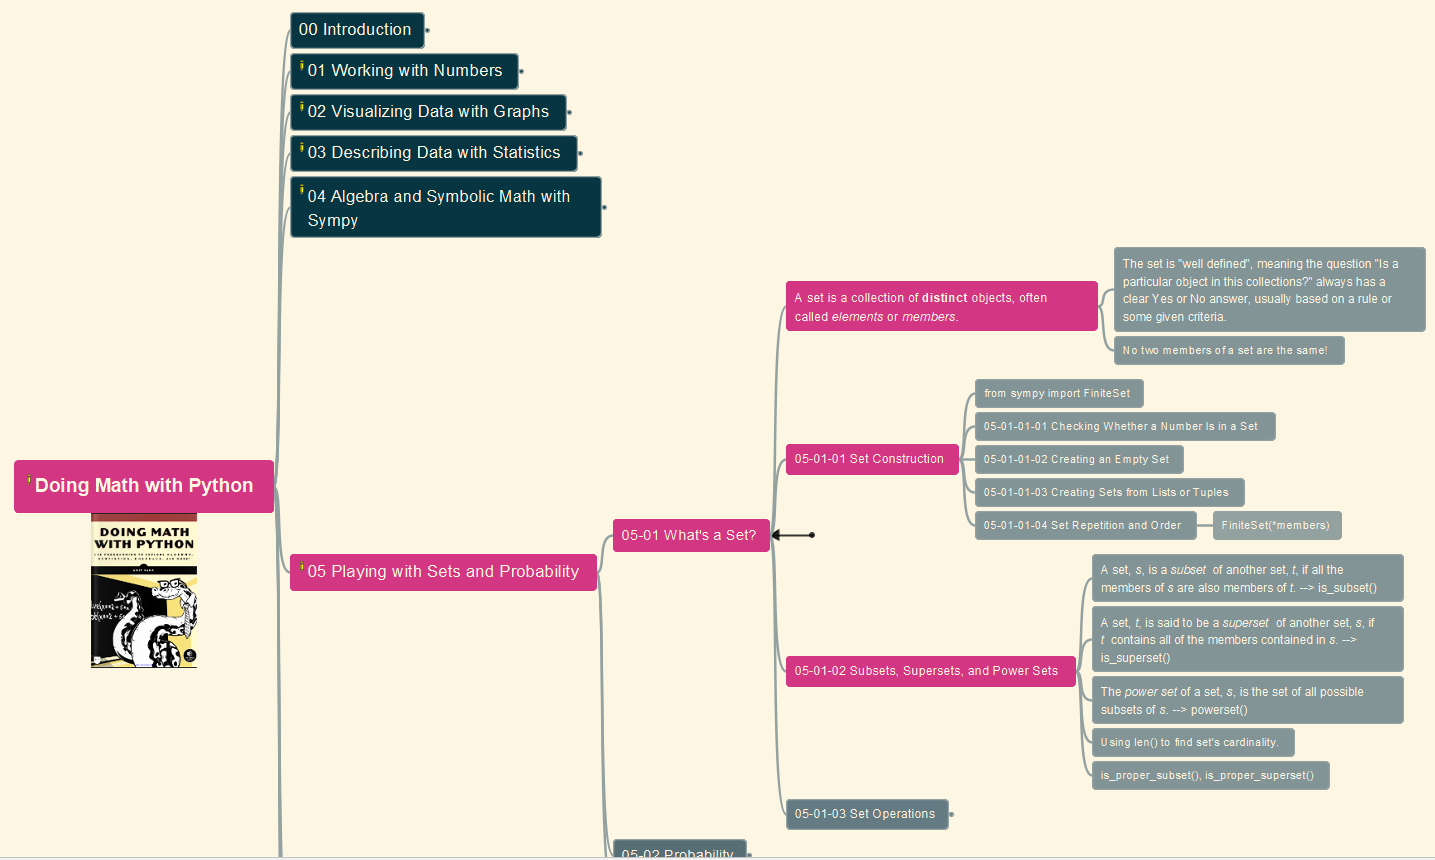 00 Introduction
01 Working with Numbers
02 Visualizing Data with Graphs
03 Describing Data with Statistics
04 Algebra and Symbolic Math with
Sympy
Doing Math with Python
DOING MATH
WITH PYTHON
05 Playing with Sets and Probability
05-01 What's a Set?
A set is a collection of distinct objects, often
called elements or members.
The set is "well defined", meaning the question "Is a
particular object in this collections?" always has a
clear Yes or No answer, usually based on a rule or
some given criteria.
No two members of a set are the same!
05-01-01 Set Construction
from sympy import FiniteSet
05-01-01-01 Checking Whether a Number Is in a Set
05-01-01-02 Creating an Empty Set
05-01-01-03 Creating Sets from Lists or Tuples
05-01-01-04 Set Repetition and Order
FiniteSet(*members)
05-01-02 Subsets, Supersets, and Power Sets
A set, s, is a subset of another set, t, if all the
members of s are also members of t. --> is_subset()
A set, t, is said to be a superset of another set, s, if
t contains all of the members contained in s. -->
is_superset()
The power set of a set, s, is the set of all possible
subsets of s. --> powerset()
Using len() to find set's cardinality.
is_proper_subset(), is_proper_superset()
05-01-03 Set Operations
05-02 Probability